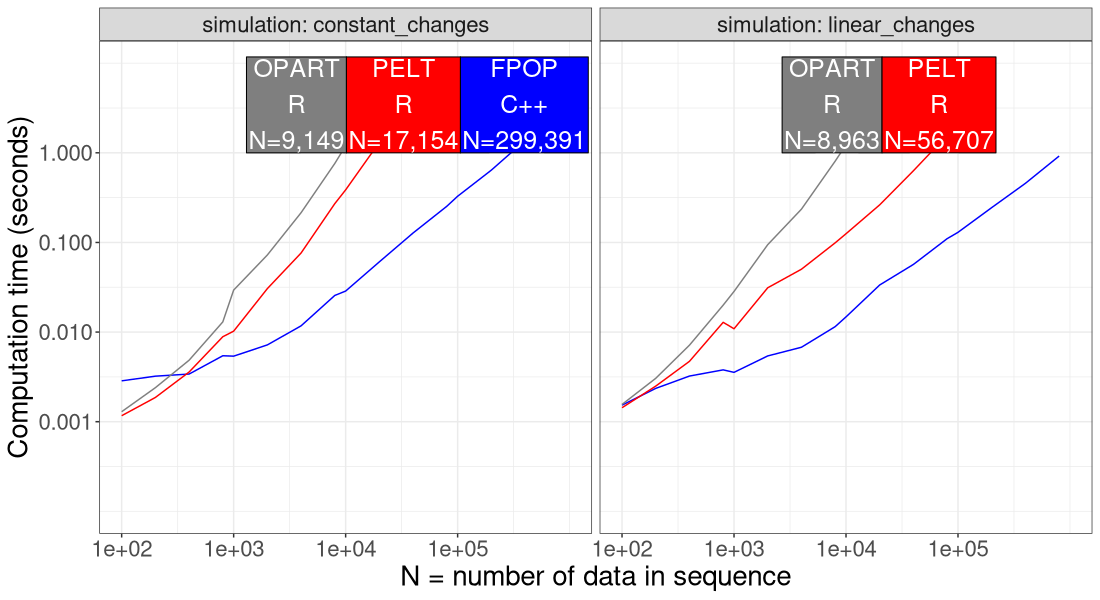 simulation: constant_changes
simulation: linear_changes
OPART PELT FPOP
R R C++
N=9,149 N=17,154 N=299,391
OPART PELT
R R
N=8,963 N=56,707
Computation time (seconds)
1.000
0.100
0.010
0.001
1e+02 1e+03 1e+04 1e+05
1e+02 1e+03 1e+04 1e+05
N = number of data in sequence